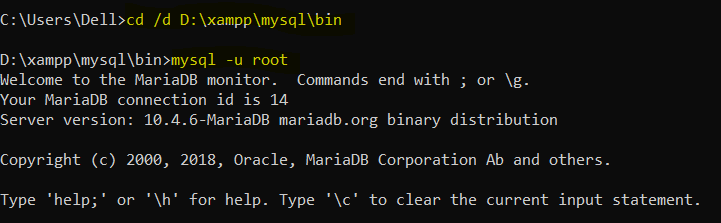 C:\Users\Dell>cd /d D:\xampp\mysql\bin
D:\xampp\mysql\bin>mysql -u root
Welcome to the MariaDB monitor.  Commands end with ; or \g.
Your MariaDB connection id is 14
Server version: 10.4.6-MariaDB mariadb.org binary distribution
Copyright (c) 2000, 2018, Oracle, MariaDB Corporation Ab and others.
Type 'help;' or '\h' for help. Type '\c' to clear the current input statement.